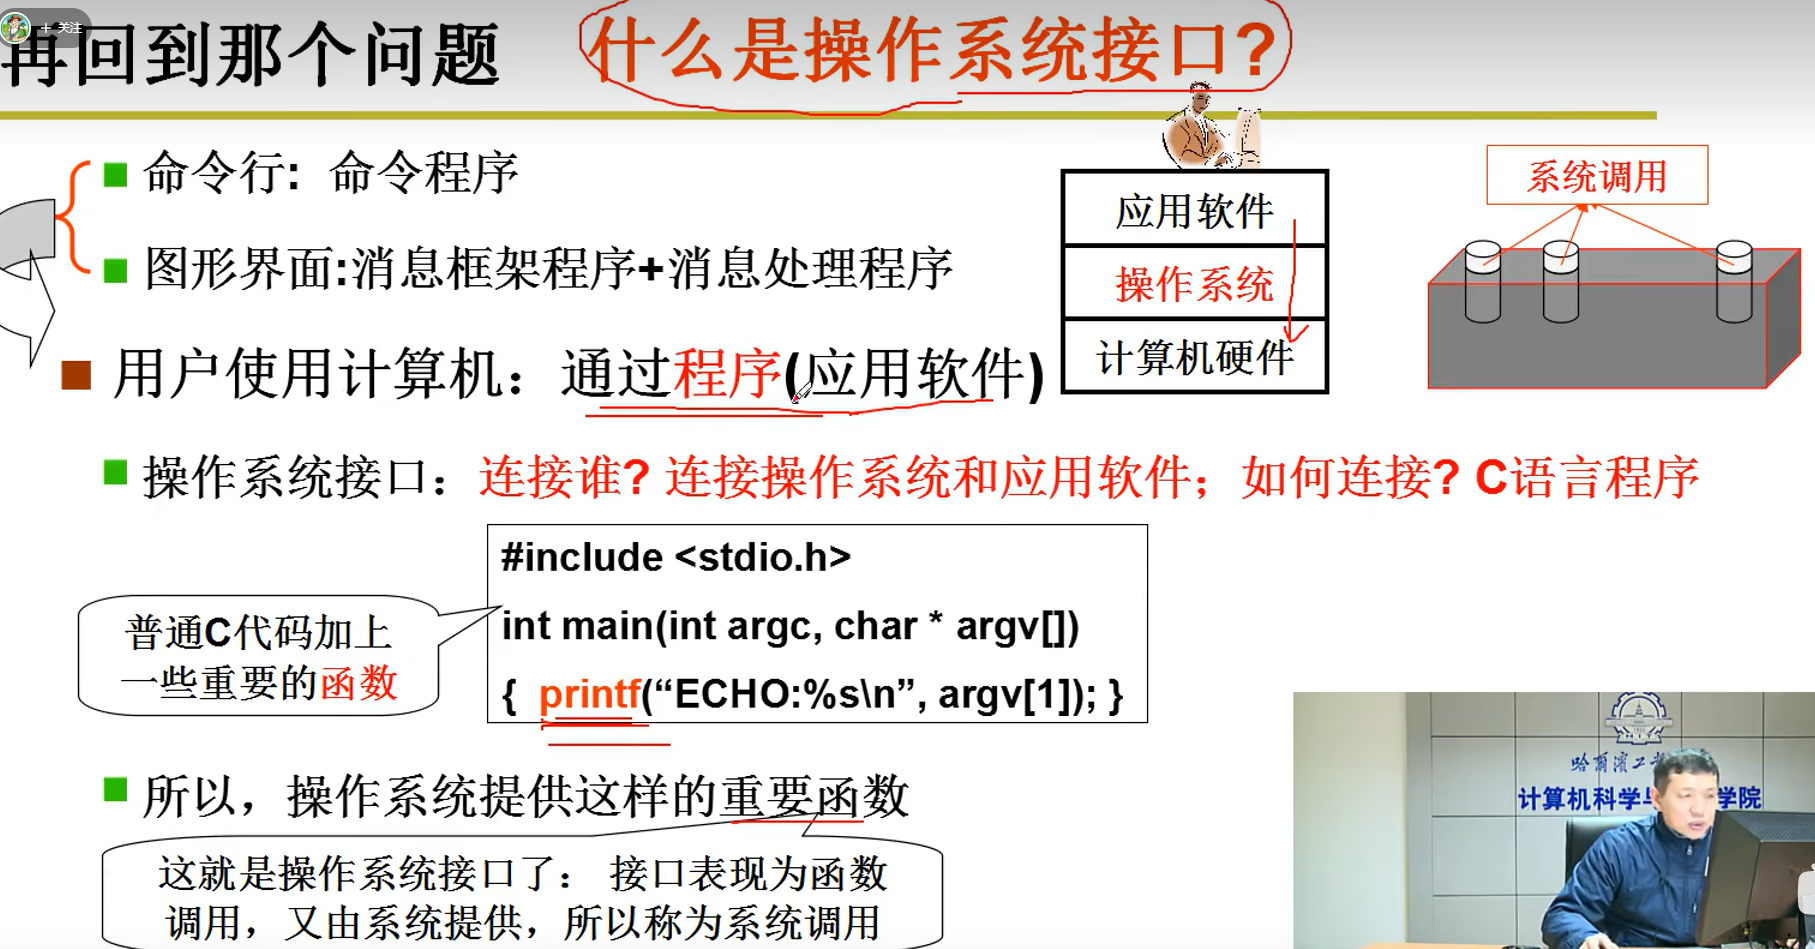 + 关注
再回到那个问题 什么是操作系统接口?
命令行: 命令程序
图形界面:消息框架程序+消息处理程序
应用软件
操作系统
计算机硬件
系统调用
用户使用计算机：通过程序(应用软件)
操作系统接口：连接谁? 连接操作系统和应用软件；如何连接? C语言程序
#include <stdio.h>
int main(int argc, char * argv[])
{ printf(“ECHO:%s\n”, argv[1]); }
普通C代码加上
一些重要的函数
所以，操作系统提供这样的重要函数
这就是操作系统接口了： 接口表现为函数
调用，又由系统提供，所以称为系统调用
哈尔滨工
计算机科学与 学院